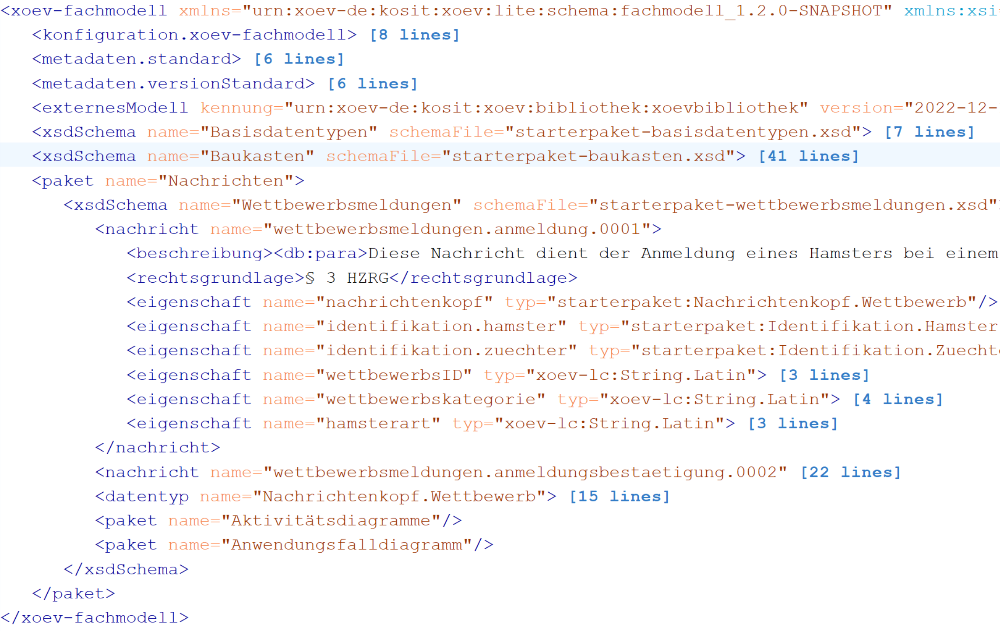 <xoev-fachmodell xmlns="urn:xoev-de:kosit:xoev:lite:schema:fachmodell_1.2.0-SNAPSHOT" xmlns:xsi=
<konfiguration.xoev-fachmodell> [8 lines]
<metadaten.standard> [6 lines]
<metadaten.versionStandard> [6 lines]
<externesModell kennung="urn:xoev-de:kosit:xoev:bibliothek:xoevbibliothek" version="2022-12-
<xsdSchema name="Basisdatentypen" schemaFile="starterpaket-basisdatentypen.xsd"> [7 lines]
<xsdSchema name="Baukasten" schemaFile="starterpaket-baukasten.xsd"> [41 lines]
<paket name="Nachrichten">
<xsdSchema name="Wettbewerbsmeldungen" schemaFile="starterpaket-wettbewerbsmeldungen.xsd">
<nachricht name="wettbewerbsmeldungen.anmeldung.0001">
<beschreibung><db:para>Diese Nachricht dient der Anmeldung eines Hamsters bei einem
<rechtsgrundlage>§ 3 HZRG</rechtsgrundlage>
<eigenschaft name="nachrichtenkopf" typ="starterpaket:Nachrichtenkopf.Wettbewerb"/>
<eigenschaft name="identifikation.hamster" typ="starterpaket:Identifikation.Hamster
<eigenschaft name="identifikation.zuechter" typ="starterpaket:Identifikation.Zuechte
<eigenschaft name="wettbewerbsID" typ="xoev-lc:String.Latin"> [3 lines]
<eigenschaft name="wettbewerbskategorie" typ="xoev-lc:String.Latin"> [4 lines]
<eigenschaft name="hamsterart" typ="xoev-lc:String.Latin"> [3 lines]
</nachricht>
<nachricht name="wettbewerbsmeldungen.anmeldungsbestaetigung.0002" [22 lines]
<datentyp name="Nachrichtenkopf.Wettbewerb"> [15 lines]
<paket name="Aktivitätsdiagramme"/>
<paket name="Anwendungsfalldiagramm"/>
</xsdSchema>
</paket>
</xoev-fachmodell>